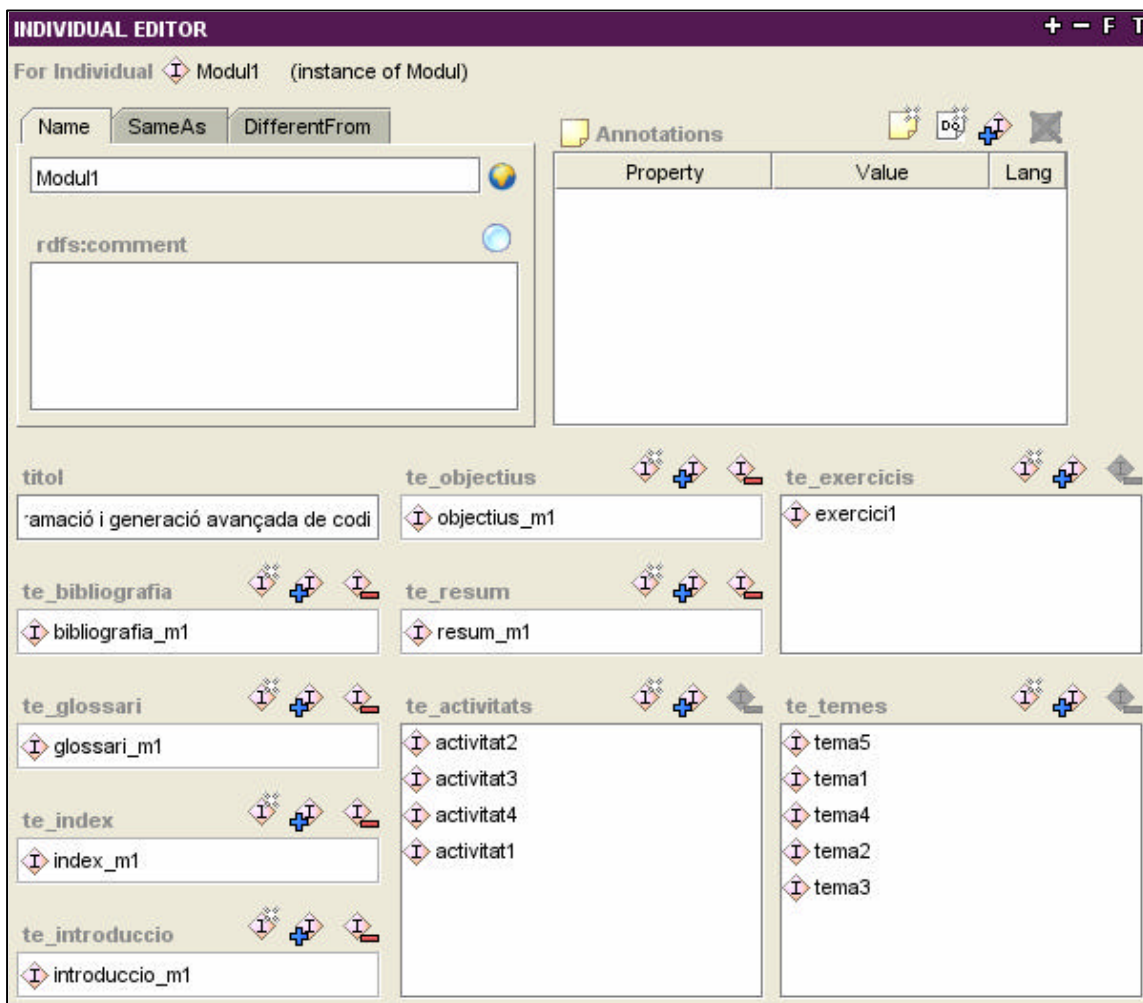 INDIVIDUAL EDITOR + − F T
For Individual Modul1 (instance of Modul)
Name SameAs DifferentFrom
Modul1
rdfs:comment
Annotations
Property Value Lang
titol
ramació i generació avançada de codi
te_bibliografia
bibliografia_m1
te_glossari
glossari_m1
te_index
index_m1
te_introduccio
introduccio_m1
te_objectius
objectius_m1
te_resum
resum_m1
te_activitats
activitat2
activitat3
activitat4
activitat1
te_exercicis
exercici1
te_temes
tema5
tema1
tema4
tema2
tema3